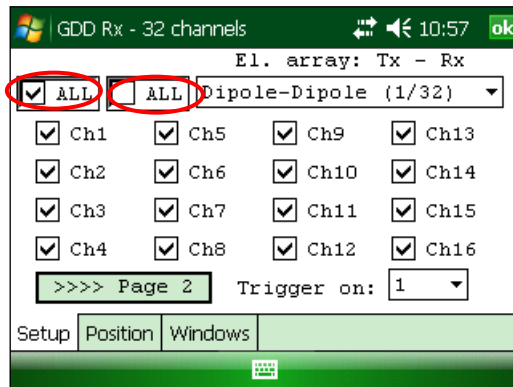 GDD Rx - 32 channels 10:57 ok
El. array: Tx - Rx
ALL ALL Dipole-Dipole (1/32)
Ch1 Ch5 Ch9 Ch13
Ch2 Ch6 Ch10 Ch14
Ch3 Ch7 Ch11 Ch15
Ch4 Ch8 Ch12 Ch16
>>>> Page 2 Trigger on: 1
Setup Position Windows